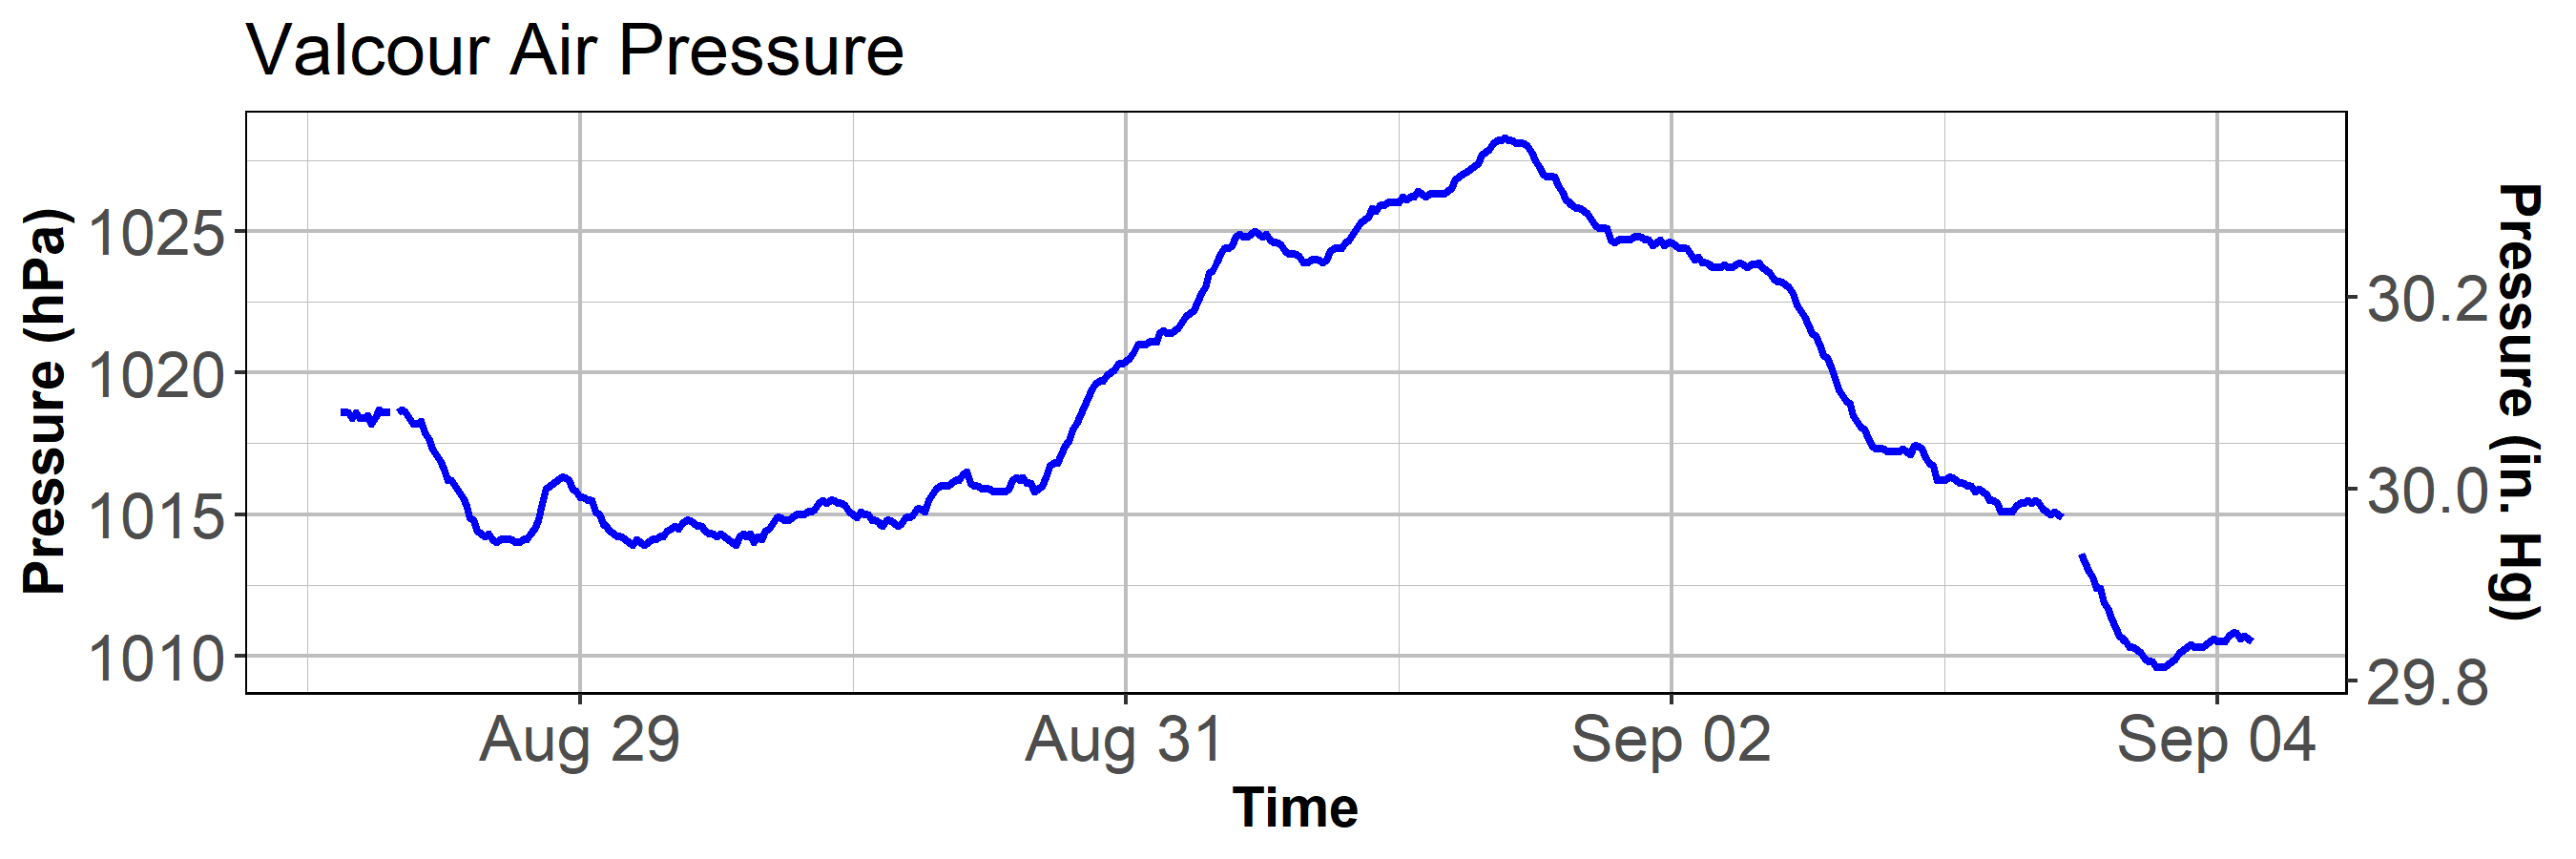 Valcour Air Pressure
Pressure (hPa)
1025
1020
1015
1010
30.2
30.0
29.8
Pressure (in. Hg)
Aug 29
Aug 31
Sep 02
Sep 04
Time